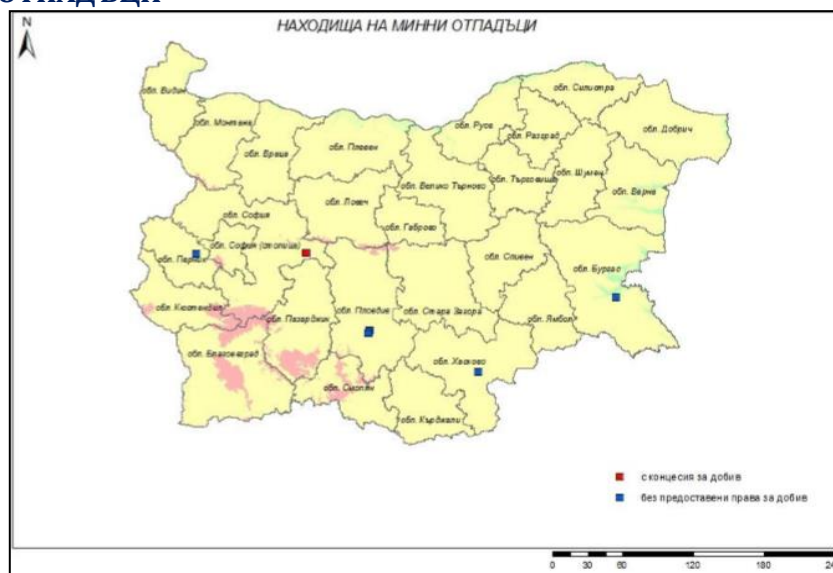 ОТПАДЪЦИ
N
НАХОДИЩА НА МИННИ ОТПАДЪЦИ
обл. Видин
обл. Монтана
обл. Враца
обл. Плевен
обл. Русе
обл. Силистра
обл. Разград
обл. Добрич
обл. Велико Търново
обл. Търговище
обл. Шумен
обл. Варна
обл. Ловеч
обл. Габрово
обл. София
обл. София (столица)
обл. Перник
обл. Сливен
обл. Бургас
обл. Кюстендил
обл. Пазарджик
обл. Пловдив
обл. Стара Загора
обл. Ямбол
обл. Благоевград
обл. Смолян
обл. Хасково
обл. Кърджали
с концесия за добив
без предоставени права за добив
0 30 60 120 180